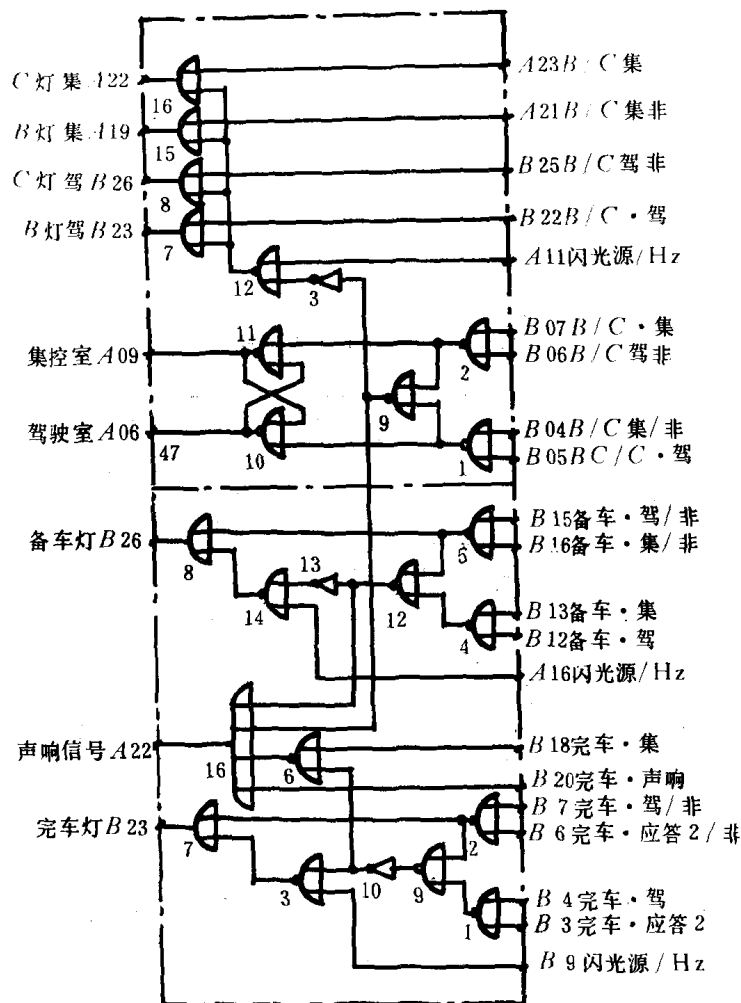 C灯集A22
16
A23B/C集
B灯集A19
15
A21B/C集非
C灯驾B26
8
B25B/C驾非
B灯驾B23
7
B22B/C·驾
12
3
A11闪光源/Hz
集控室A09
11
2
B07B/C·集
B06B/C驾非
9
驾驶室A06
47
10
1
B04B/C集/非
B05BC/C·驾
备车灯B26
8
13
14
12
5
B15备车·驾/非
B16备车·集/非
4
B13备车·集
B12备车·驾
A16闪光源/Hz
声响信号A22
16
6
B18完车·集
B20完车·声响
完车灯B23
7
3
10
9
2
B7完车·驾/非
B6完车·应答2/非
1
B4完车·驾
B3完车·应答2
B9闪光源/Hz